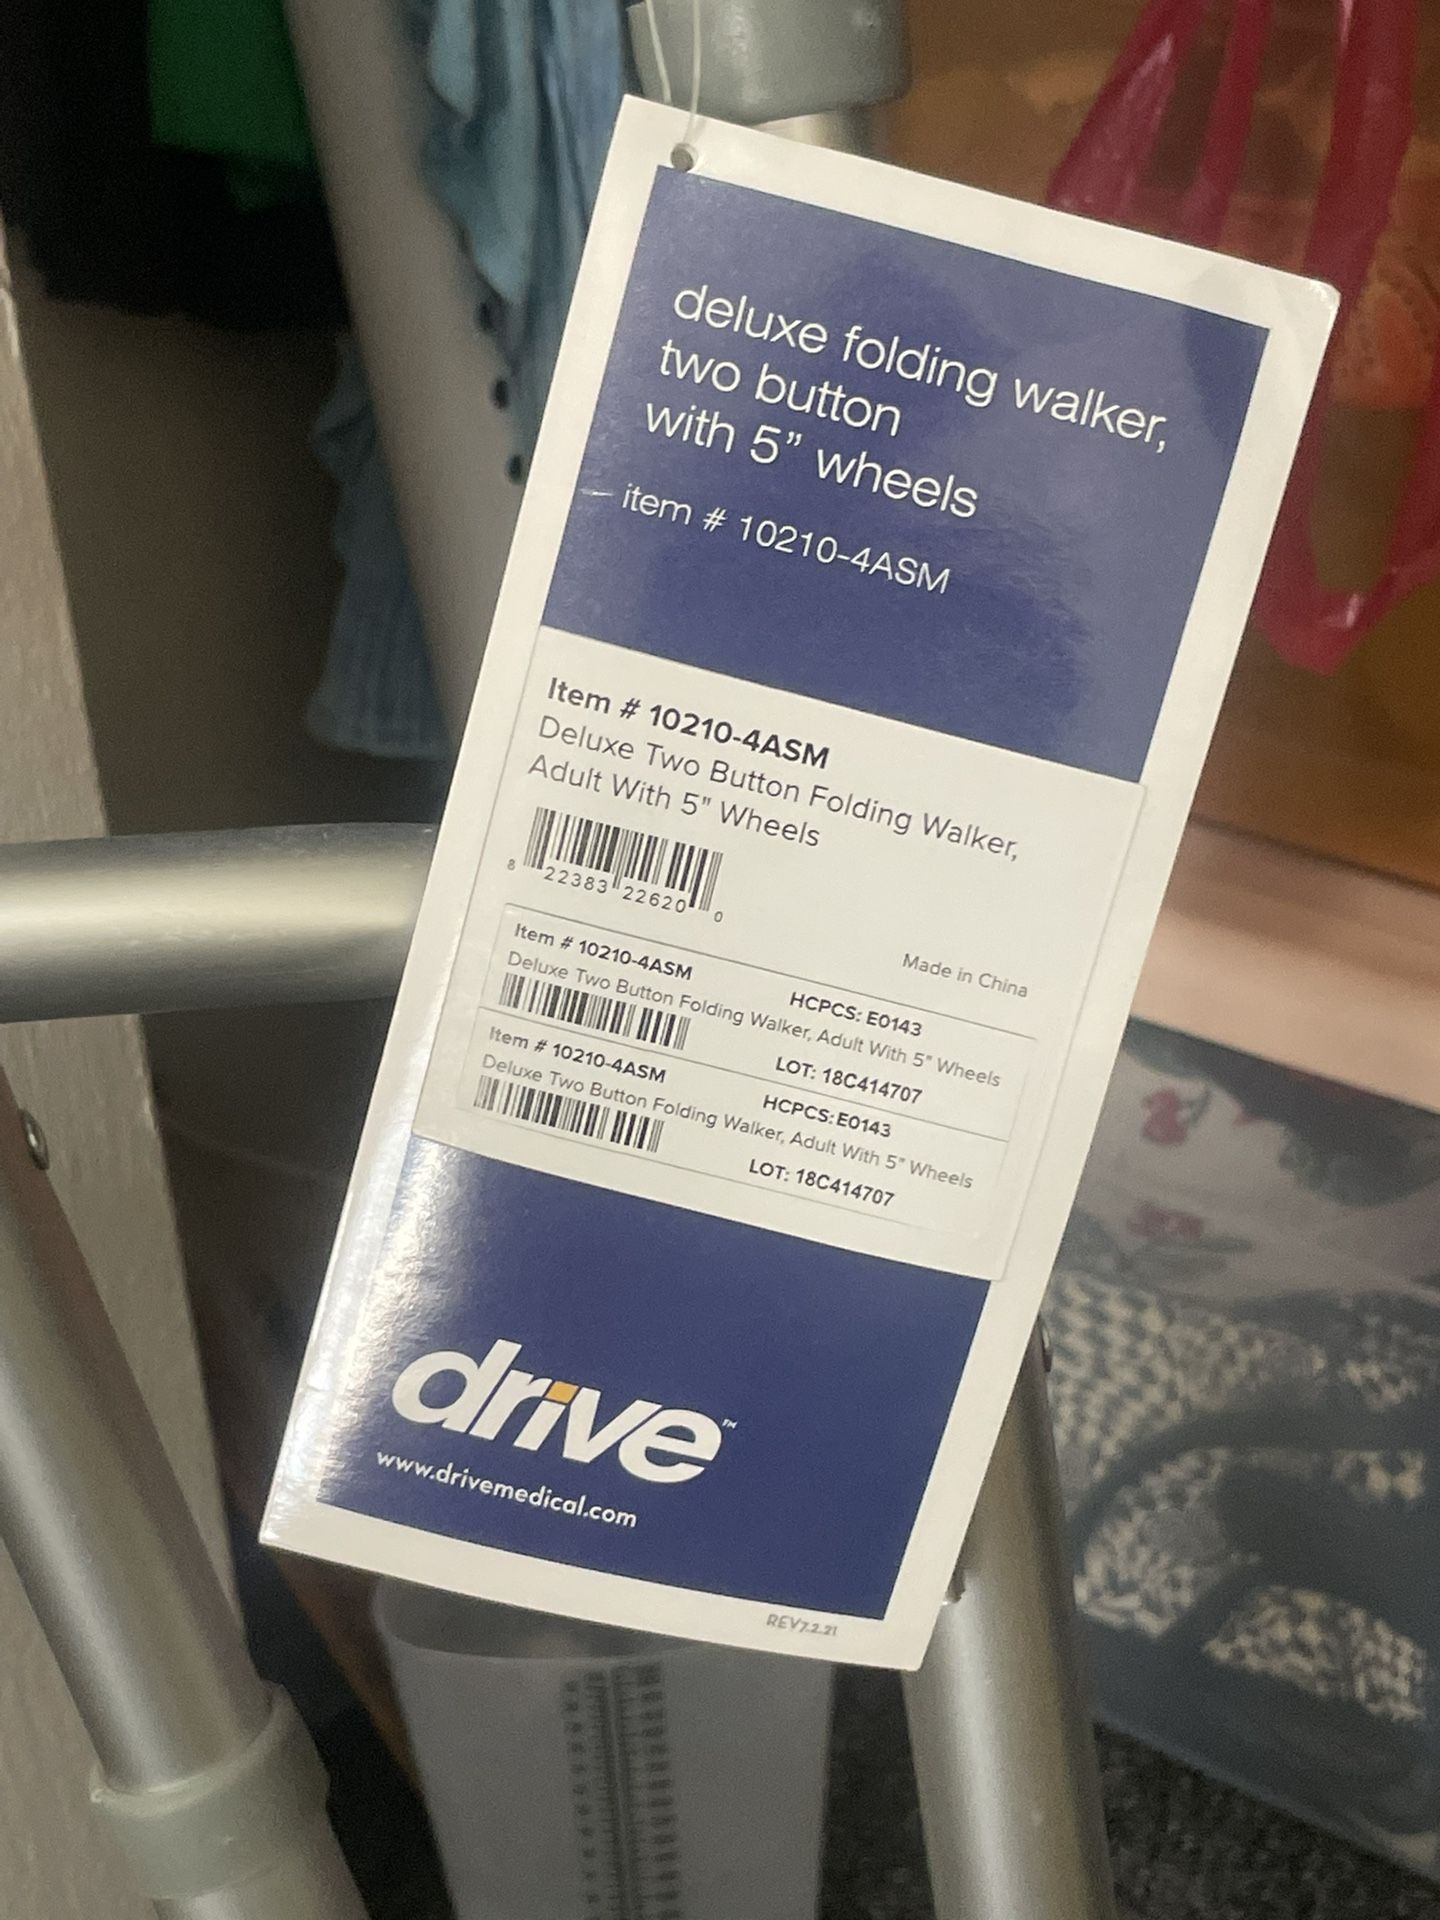 deluxe folding walker,
two button
with 5” wheels
item # 10210-4ASM
Item # 10210-4ASM
Deluxe Two Button Folding Walker,
Adult With 5" Wheels
8 22383 22620 0
Made in China
Item # 10210-4ASM
HCPCS: E0143
Deluxe Two Button Folding Walker, Adult With 5" Wheels
LOT: 18C414707
Item # 10210-4ASM
HCPCS: E0143
Deluxe Two Button Folding Walker, Adult With 5" Wheels
LOT: 18C414707
drive™
www.drivemedical.com
REV7.2.21